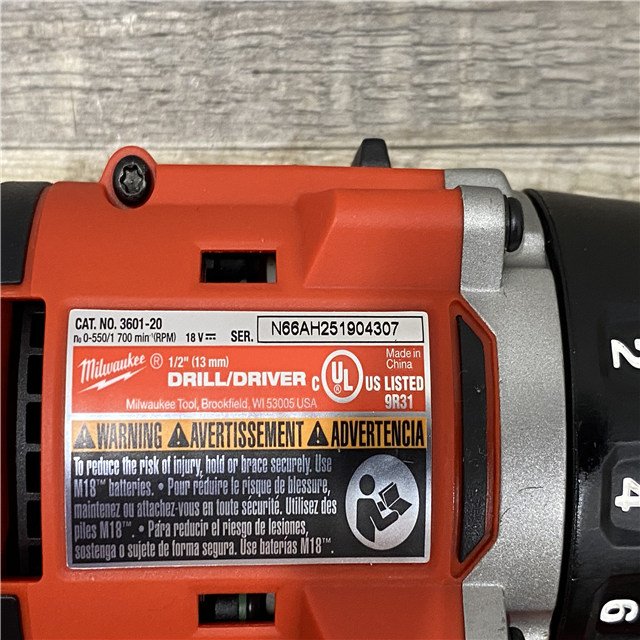 CAT. NO. 3601-20
n₀ 0-550/1 700 min⁻¹(RPM) 18 V⎓ SER. N66AH251904307
Milwaukee ® 1/2" (13 mm)
DRILL/DRIVER
Milwaukee Tool, Brookfield, WI 53005 USA
C UL ® US LISTED
9R31
Made in
China
WARNING AVERTISSEMENT ADVERTENCIA
To reduce the risk of injury, hold or brace securely. Use
M18™ batteries. • Pour réduire le risque de blessure,
maintenez ou attachez-vous en toute sécurité. Utilisez des
piles M18™. • Para reducir el riesgo de lesiones,
sostenga o sujete de forma segura. Use baterías M18™.
2
4
6